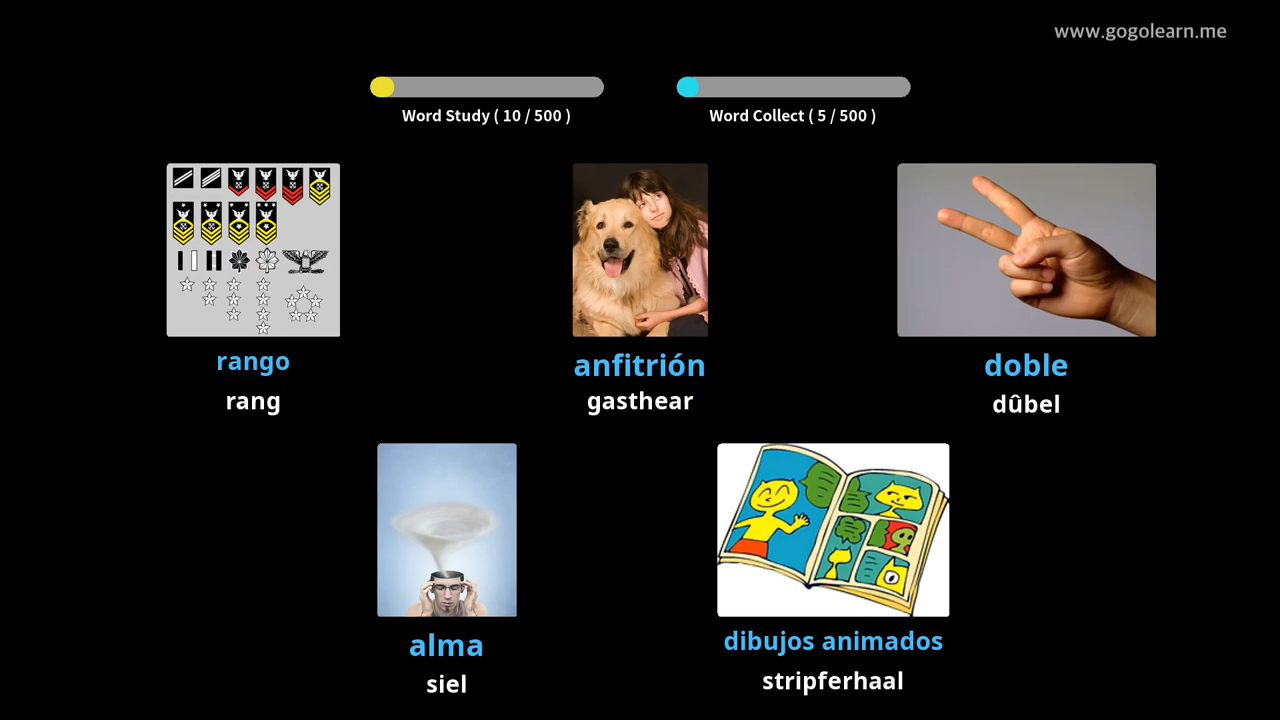 www.gogolearn.me
Word Study ( 10 / 500 )
Word Collect ( 5 / 500 )
rango
rang
anfitrión
gasthear
doble
dûbel
alma
siel
dibujos animados
stripferhaal